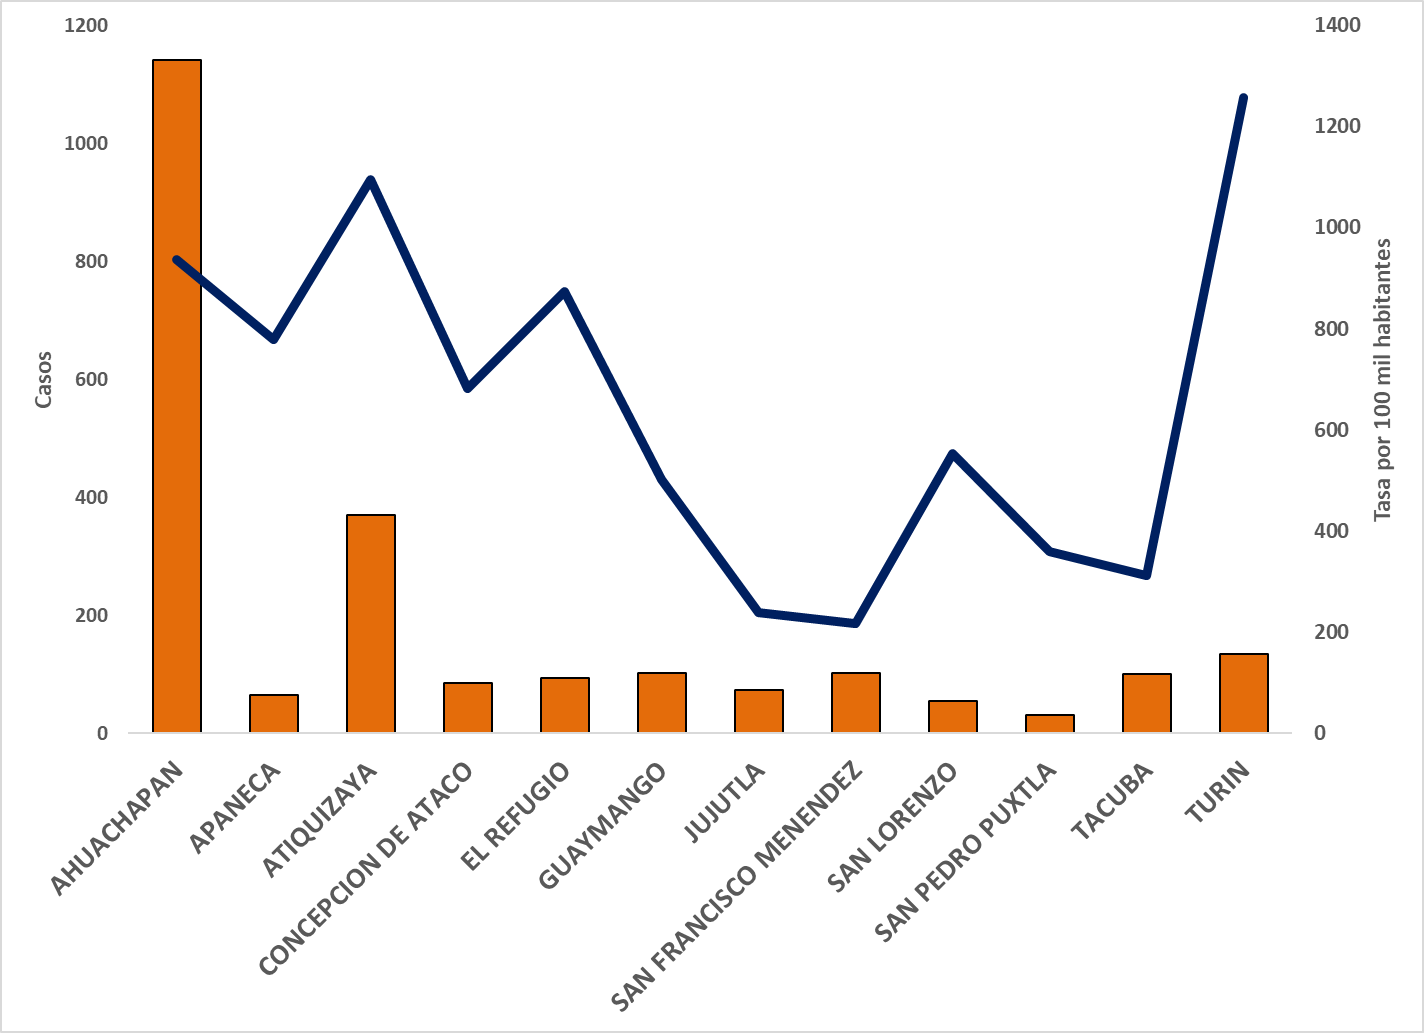 1200
1000
800
600
400
200
0
Casos
1400
1200
1000
800
600
400
200
0
Tasa por 100 mil habitantes
AHUACHAPAN
APANECA
ATIQUIZAYA
CONCEPCION DE ATACO
EL REFUGIO
GUAYMANGO
JUJUTLA
SAN FRANCISCO MENENDEZ
SAN LORENZO
SAN PEDRO PUXTLA
TACUBA
TURIN